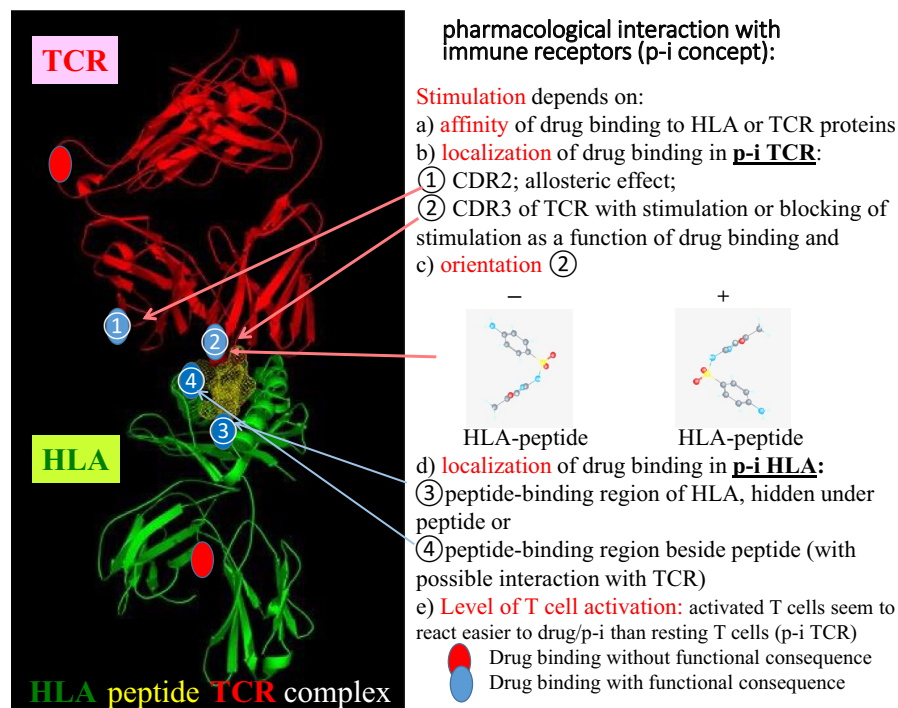 TCR
1
2
4
3
HLA
HLA peptide TCR complex
pharmacological interaction with
immune receptors (p-i concept):
Stimulation depends on:
a) affinity of drug binding to HLA or TCR proteins
b) localization of drug binding in p-i TCR:
① CDR2; allosteric effect;
② CDR3 of TCR with stimulation or blocking of
stimulation as a function of drug binding and
c) orientation ②
– +
HLA-peptide HLA-peptide
d) localization of drug binding in p-i HLA:
③peptide-binding region of HLA, hidden under
peptide or
④peptide-binding region beside peptide (with
possible interaction with TCR)
e) Level of T cell activation: activated T cells seem to
react easier to drug/p-i than resting T cells (p-i TCR)
Drug binding without functional consequence
Drug binding with functional consequence